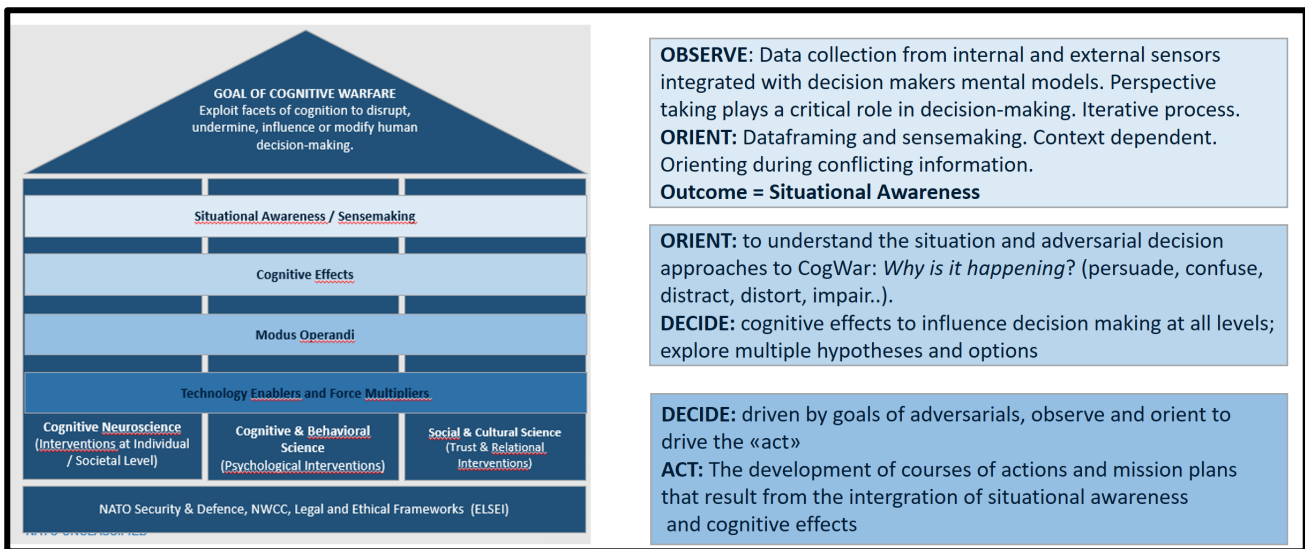 GOAL OF COGNITIVE WARFARE
Exploit facets of cognition to disrupt,
undermine, influence or modify human
decision-making.
Situational Awareness / Sensemaking
Cognitive Effects
Modus Operandi
Technology Enablers and Force Multipliers
Cognitive Neuroscience
(Interventions at Individual
/ Societal Level)
Cognitive & Behavioral
Science
(Psychological Interventions)
Social & Cultural Science
(Trust & Relational
Interventions)
NATO Security & Defence, NWCC, Legal and Ethical Frameworks (ELSEI)
NATO UNCLASSIFIED
OBSERVE: Data collection from internal and external sensors
integrated with decision makers mental models. Perspective
taking plays a critical role in decision-making. Iterative process.
ORIENT: Dataframing and sensemaking. Context dependent.
Orienting during conflicting information.
Outcome = Situational Awareness
ORIENT: to understand the situation and adversarial decision
approaches to CogWar: Why is it happening? (persuade, confuse,
distract, distort, impair..).
DECIDE: cognitive effects to influence decision making at all levels;
explore multiple hypotheses and options
DECIDE: driven by goals of adversarials, observe and orient to
drive the «act»
ACT: The development of courses of actions and mission plans
that result from the intergration of situational awareness
and cognitive effects